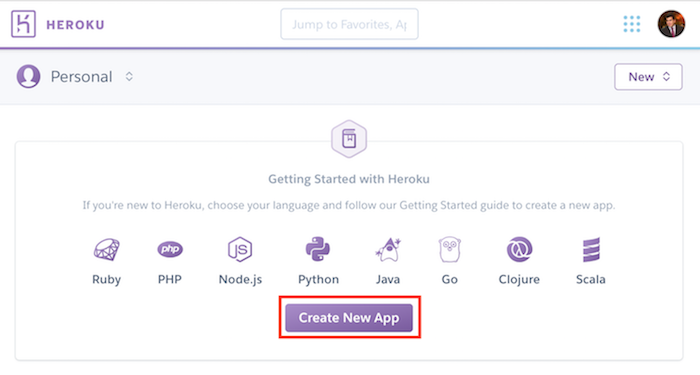 HEROKU
Jump to Favorites, Ap
Personal
New
Getting Started with Heroku
If you're new to Heroku, choose your language and follow our Getting Started guide to create a new app.
php JS
Ruby PHP Node.js Python Java Go Clojure Scala
Create New App